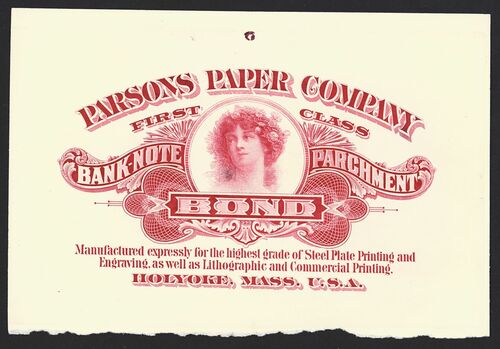 PARSONS PAPER COMPANY
FIRST CLASS
BANK NOTE PARCHMENT
BOND
Manufactured expressly for the highest grade of Steel Plate Printing and
Engraving, as well as Lithographic and Commercial Printing.
HOLYOKE, MASS. U.S.A.